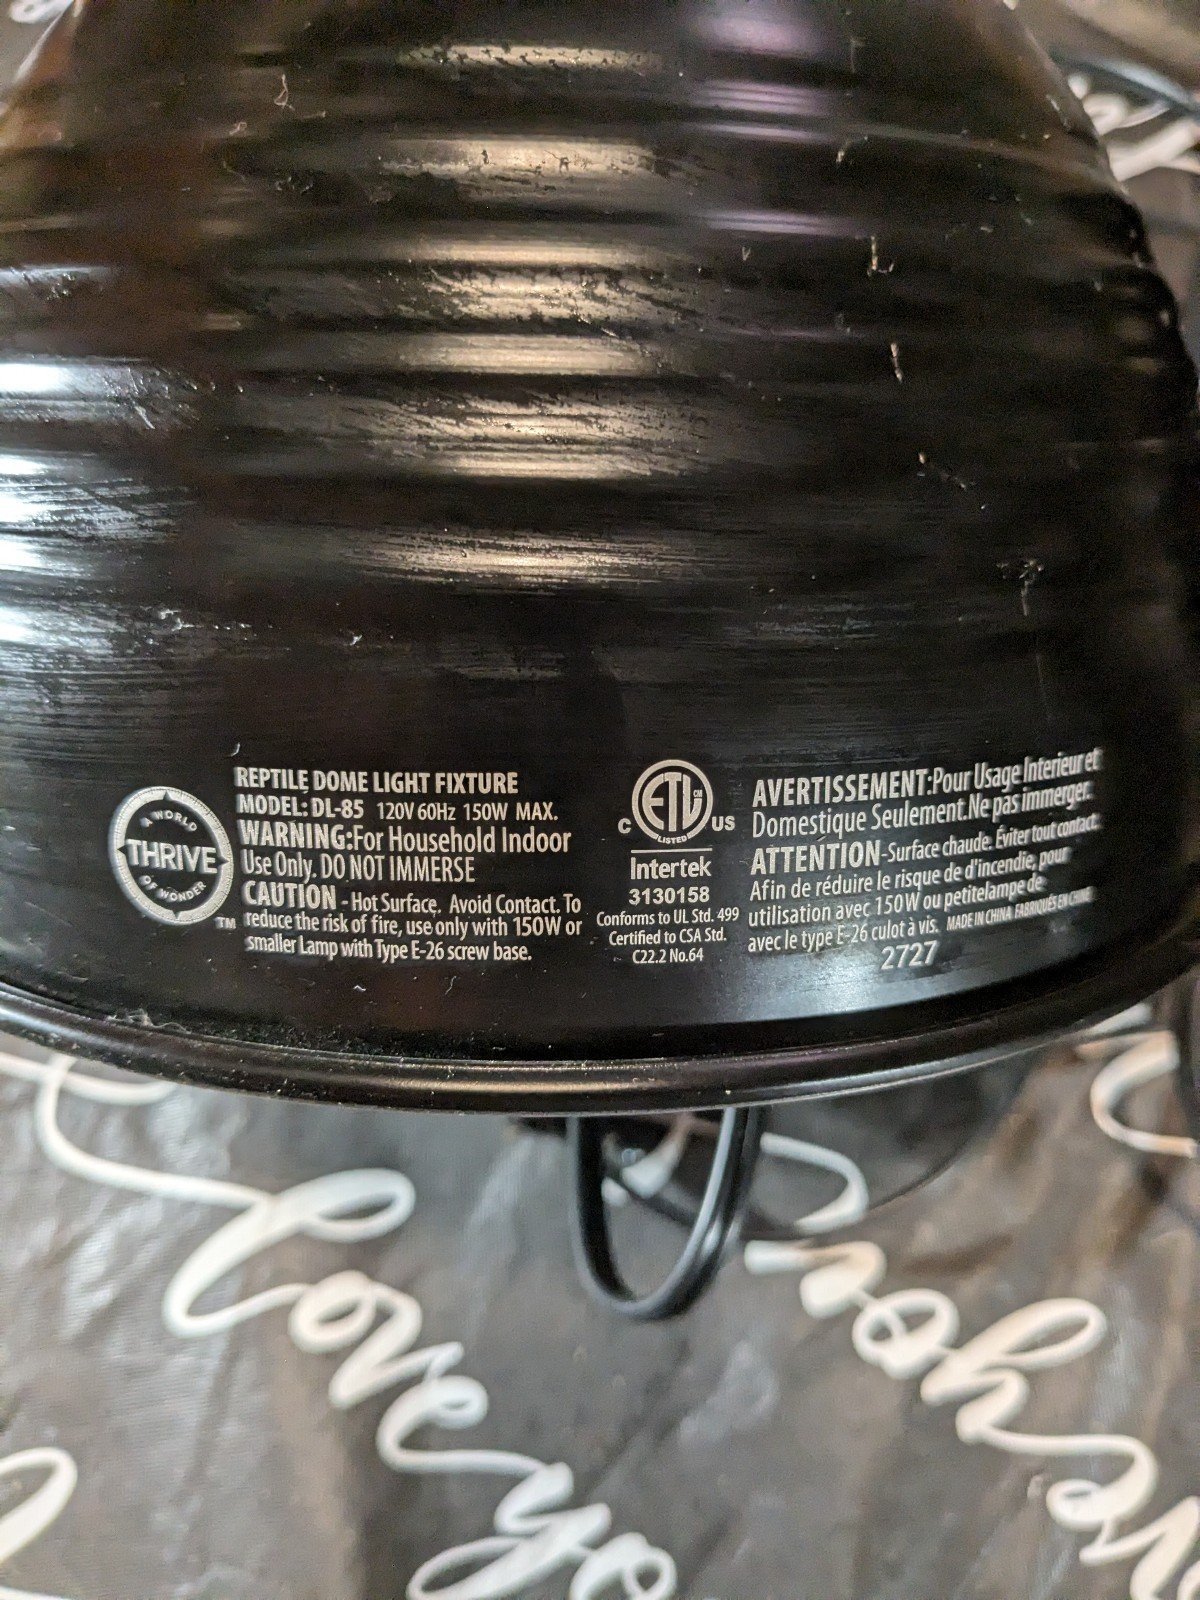 A WORLD
THRIVE
OF WONDER
TM
REPTILE DOME LIGHT FIXTURE
MODEL: DL-85 120V 60Hz 150W MAX.
WARNING:For Household Indoor
Use Only. DO NOT IMMERSE
CAUTION - Hot Surface. Avoid Contact. To
reduce the risk of fire, use only with 150W or
smaller Lamp with Type E-26 screw base.
ETL CM
LISTED
C US
Intertek
3130158
Conforms to UL Std. 499
Certified to CSA Std.
C22.2 No.64
AVERTISSEMENT:Pour Usage Interieur et
Domestique Seulement.Ne pas immerger.
ATTENTION-Surface chaude. Éviter tout contact.
Afin de réduire le risque de d'incendie, pour
utilisation avec 150W ou petitelampe de
avec le type E-26 culot à vis. MADE IN CHINA FABRIQUÉS EN CHINE
2727
love yo